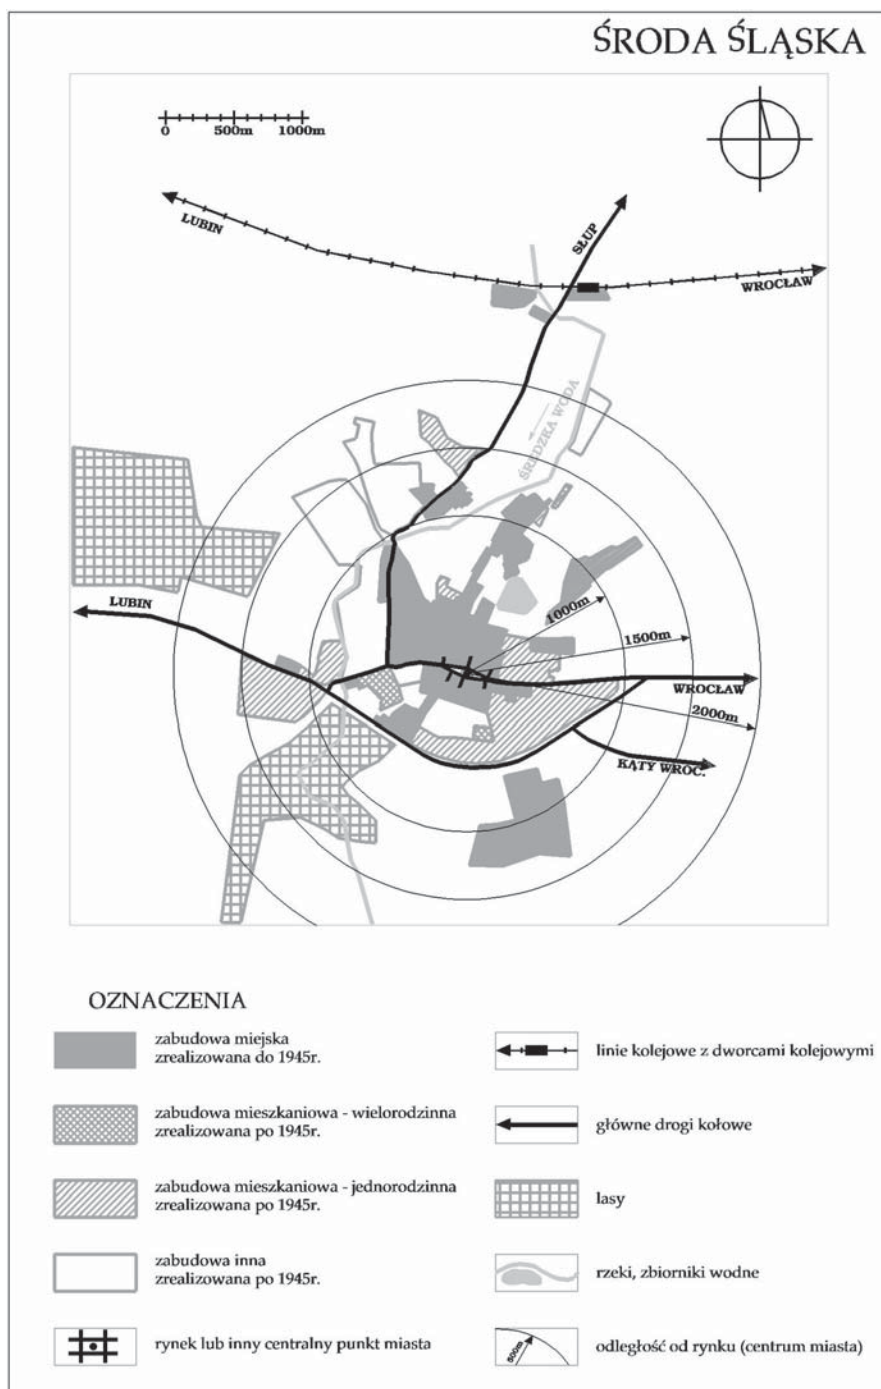 ŚRODA ŚLĄSKA
0 500m 1000m
LUBIN
SŁUP
WROCŁAW
ŚREDZKA WODA
LUBIN
1000m
1500m
WROCŁAW
2000m
KĄTY WROC.
OZNACZENIA
zabudowa miejska
zrealizowana do 1945r.
zabudowa mieszkaniowa - wielorodzinna
zrealizowana po 1945r.
zabudowa mieszkaniowa - jednorodzinna
zrealizowana po 1945r.
zabudowa inna
zrealizowana po 1945r.
rynek lub inny centralny punkt miasta
linie kolejowe z dworcami kolejowymi
główne drogi kołowe
lasy
rzeki, zbiorniki wodne
500m
odległość od rynku (centrum miasta)